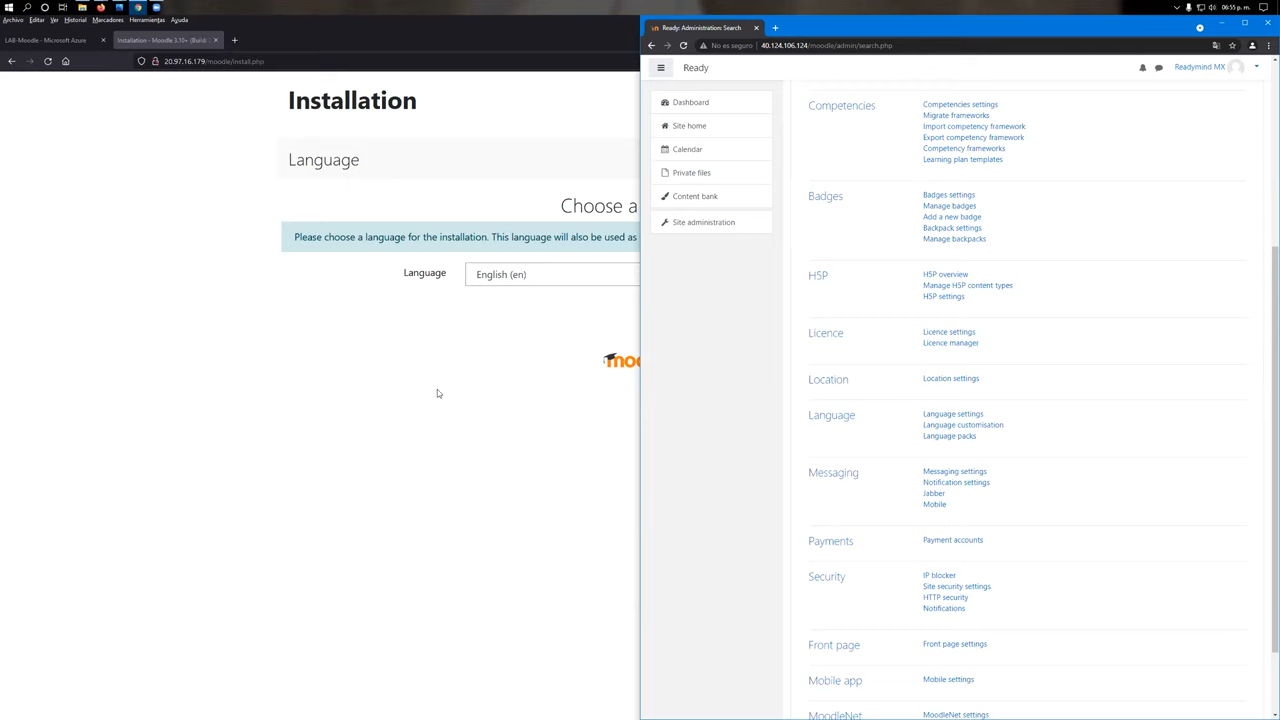 06:55 p. m.
Archivo Editar Ver Historial Marcadores Herramientas Ayuda
LAB-Moodle - Microsoft Azure
Installation - Moodle 3.10+ (Build:
20.97.16.179/moodle/install.php
Installation
Language
Choose a
Please choose a language for the installation. This language will also be used as
Language
English (en)
moo
Ready: Administration: Search
No es seguro
40.124.106.124/moodle/admin/search.php
Ready
Readymind MX
Dashboard
Site home
Calendar
Private files
Content bank
Site administration
Competencies
Competencies settings
Migrate frameworks
Import competency framework
Export competency framework
Competency frameworks
Learning plan templates
Badges
Badges settings
Manage badges
Add a new badge
Backpack settings
Manage backpacks
H5P
H5P overview
Manage H5P content types
H5P settings
Licence
Licence settings
Licence manager
Location
Location settings
Language
Language settings
Language customisation
Language packs
Messaging
Messaging settings
Notification settings
Jabber
Mobile
Payments
Payment accounts
Security
IP blocker
Site security settings
HTTP security
Notifications
Front page
Front page settings
Mobile app
Mobile settings
MoodleNet
MoodleNet settings